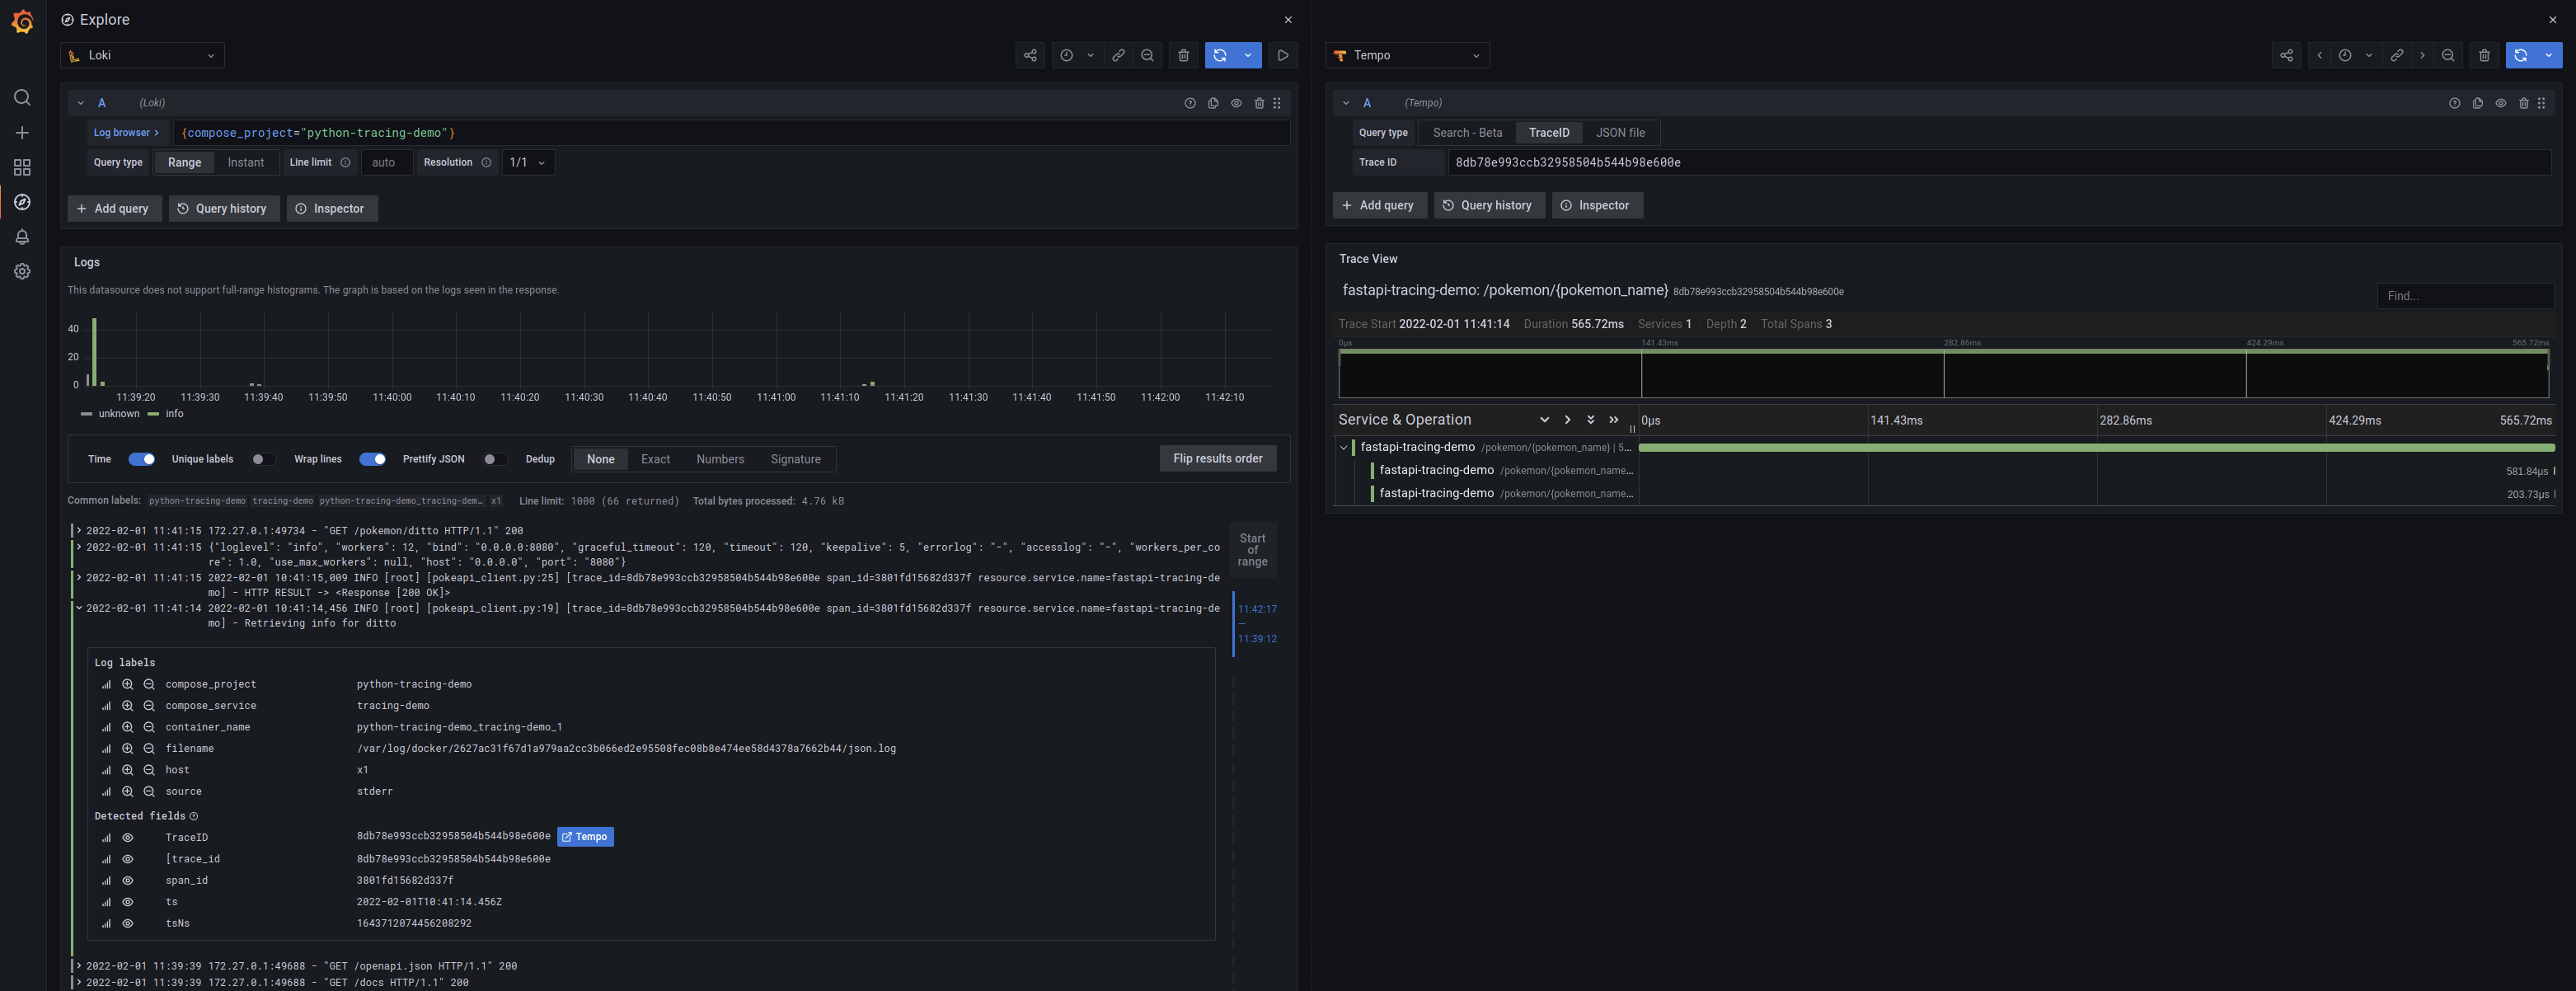 Explore
Loki
A (Loki)
Log browser > {compose_project="python-tracing-demo"}
Query type Range Instant Line limit auto Resolution 1/1
+ Add query Query history Inspector
Logs
This datasource does not support full-range histograms. The graph is based on the logs seen in the response.
40
20
0
11:39:20 11:39:30 11:39:40 11:39:50 11:40:00 11:40:10 11:40:20 11:40:30 11:40:40 11:40:50 11:41:00 11:41:10 11:41:20 11:41:30 11:41:40 11:41:50 11:42:00 11:42:10
unknown info
Time Unique labels Wrap lines Prettify JSON Dedup None Exact Numbers Signature Flip results order
Common labels: python-tracing-demo tracing-demo python-tracing-demo_tracing-dem… x1 Line limit: 1000 (66 returned) Total bytes processed: 4.76 kB
2022-02-01 11:41:15 172.27.0.1:49734 - "GET /pokemon/ditto HTTP/1.1" 200
2022-02-01 11:41:15 {"loglevel": "info", "workers": 12, "bind": "0.0.0.0:8080", "graceful_timeout": 120, "timeout": 120, "keepalive": 5, "errorlog": "-", "accesslog": "-", "workers_per_co
re": 1.0, "use_max_workers": null, "host": "0.0.0.0", "port": "8080"}
2022-02-01 11:41:15 2022-02-01 10:41:15,009 INFO [root] [pokeapi_client.py:25] [trace_id=8db78e993ccb32958504b544b98e600e span_id=3801fd15682d337f resource.service.name=fastapi-tracing-de
mo] - HTTP RESULT -> <Response [200 OK]>
2022-02-01 11:41:14 2022-02-01 10:41:14,456 INFO [root] [pokeapi_client.py:19] [trace_id=8db78e993ccb32958504b544b98e600e span_id=3801fd15682d337f resource.service.name=fastapi-tracing-de
mo] - Retrieving info for ditto
Start
of
range
11:42:17
—
11:39:12
Log labels
compose_project python-tracing-demo
compose_service tracing-demo
container_name python-tracing-demo_tracing-demo_1
filename /var/log/docker/2627ac31f67d1a979aa2cc3b066ed2e95508fec08b8e474ee58d4378a7662b44/json.log
host x1
source stderr
Detected fields
TraceID 8db78e993ccb32958504b544b98e600e Tempo
[trace_id 8db78e993ccb32958504b544b98e600e
span_id 3801fd15682d337f
ts 2022-02-01T10:41:14.456Z
tsNs 1643712074456208292
2022-02-01 11:39:39 172.27.0.1:49688 - "GET /openapi.json HTTP/1.1" 200
2022-02-01 11:39:39 172.27.0.1:49688 - "GET /docs HTTP/1.1" 200
Tempo
A (Tempo)
Query type Search - Beta TraceID JSON file
Trace ID 8db78e993ccb32958504b544b98e600e
+ Add query Query history Inspector
Trace View
fastapi-tracing-demo: /pokemon/{pokemon_name} 8db78e993ccb32958504b544b98e600e
Find...
Trace Start 2022-02-01 11:41:14 Duration 565.72ms Services 1 Depth 2 Total Spans 3
0μs 141.43ms 282.86ms 424.29ms 565.72ms
Service & Operation 0μs 141.43ms 282.86ms 424.29ms 565.72ms
fastapi-tracing-demo /pokemon/{pokemon_name} | 5…
fastapi-tracing-demo /pokemon/{pokemon_name… 581.84μs
fastapi-tracing-demo /pokemon/{pokemon_name… 203.73μs